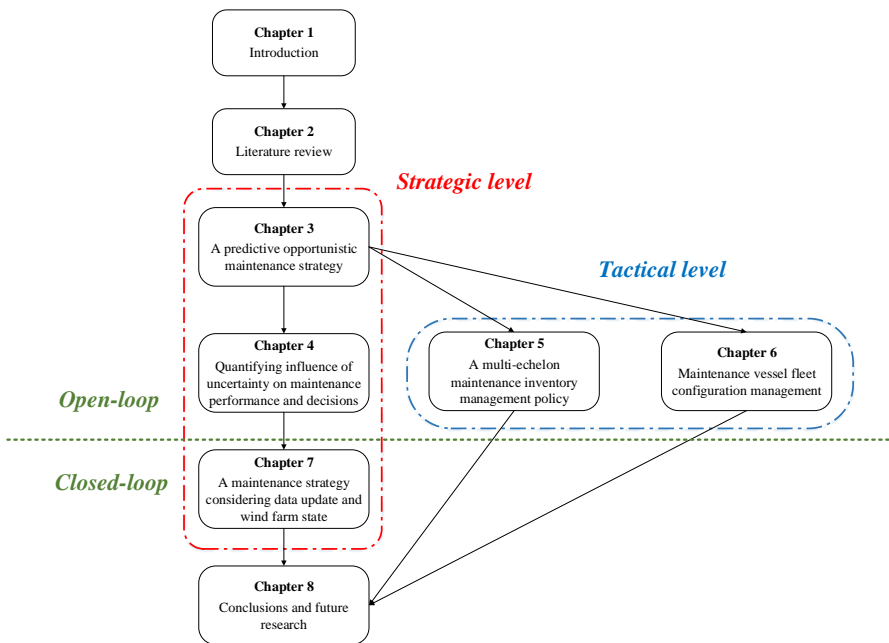 Chapter 1
Introduction
Chapter 2
Literature review
Strategic level
Chapter 3
A predictive opportunistic
maintenance strategy
Tactical level
Chapter 4
Quantifying influence of
uncertainty on maintenance
performance and decisions
Chapter 5
A multi-echelon
maintenance inventory
management policy
Chapter 6
Maintenance vessel fleet
configuration management
Open-loop
Closed-loop
Chapter 7
A maintenance strategy
considering data update and
wind farm state
Chapter 8
Conclusions and future
research